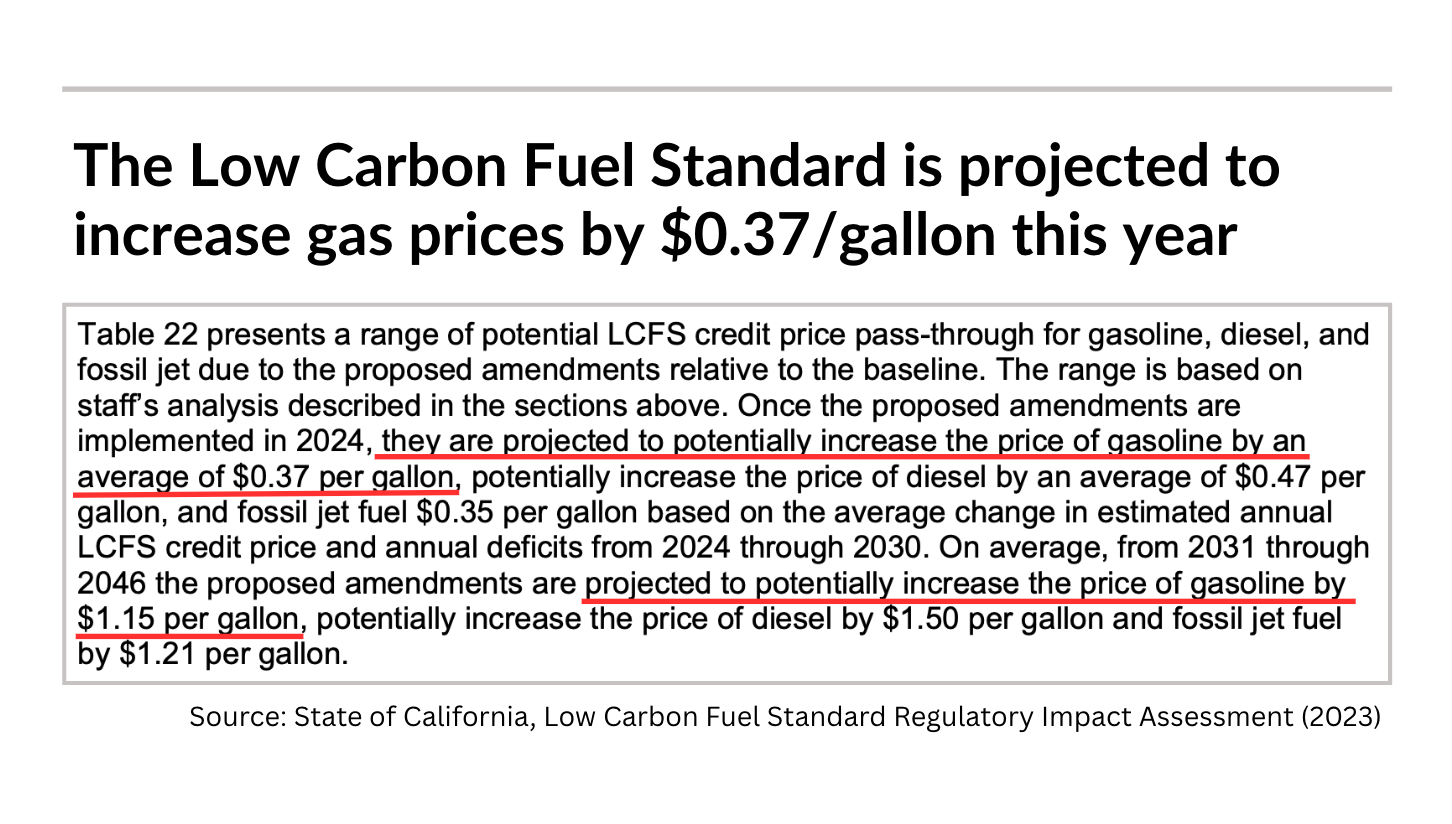 The Low Carbon Fuel Standard is projected to
increase gas prices by $0.37/gallon this year
Table 22 presents a range of potential LCFS credit price pass-through for gasoline, diesel, and
fossil jet due to the proposed amendments relative to the baseline. The range is based on
staff’s analysis described in the sections above. Once the proposed amendments are
implemented in 2024, they are projected to potentially increase the price of gasoline by an
average of $0.37 per gallon, potentially increase the price of diesel by an average of $0.47 per
gallon, and fossil jet fuel $0.35 per gallon based on the average change in estimated annual
LCFS credit price and annual deficits from 2024 through 2030. On average, from 2031 through
2046 the proposed amendments are projected to potentially increase the price of gasoline by
$1.15 per gallon, potentially increase the price of diesel by $1.50 per gallon and fossil jet fuel
by $1.21 per gallon.
Source: State of California, Low Carbon Fuel Standard Regulatory Impact Assessment (2023)